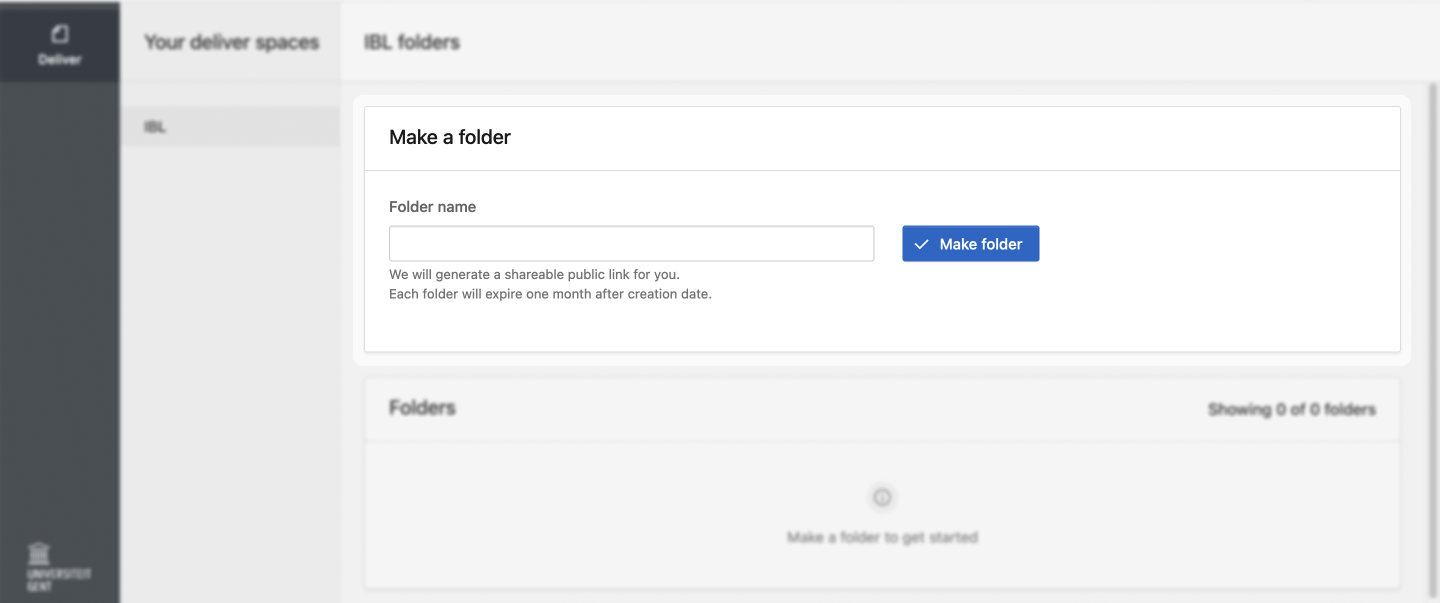 Deliver
Your deliver spaces
IBL folders
IBL
Make a folder
Folder name
Make folder
We will generate a shareable public link for you.
Each folder will expire one month after creation date.
Folders
Showing 0 of 0 folders
Make a folder to get started
UNIVERSITEIT
GENT